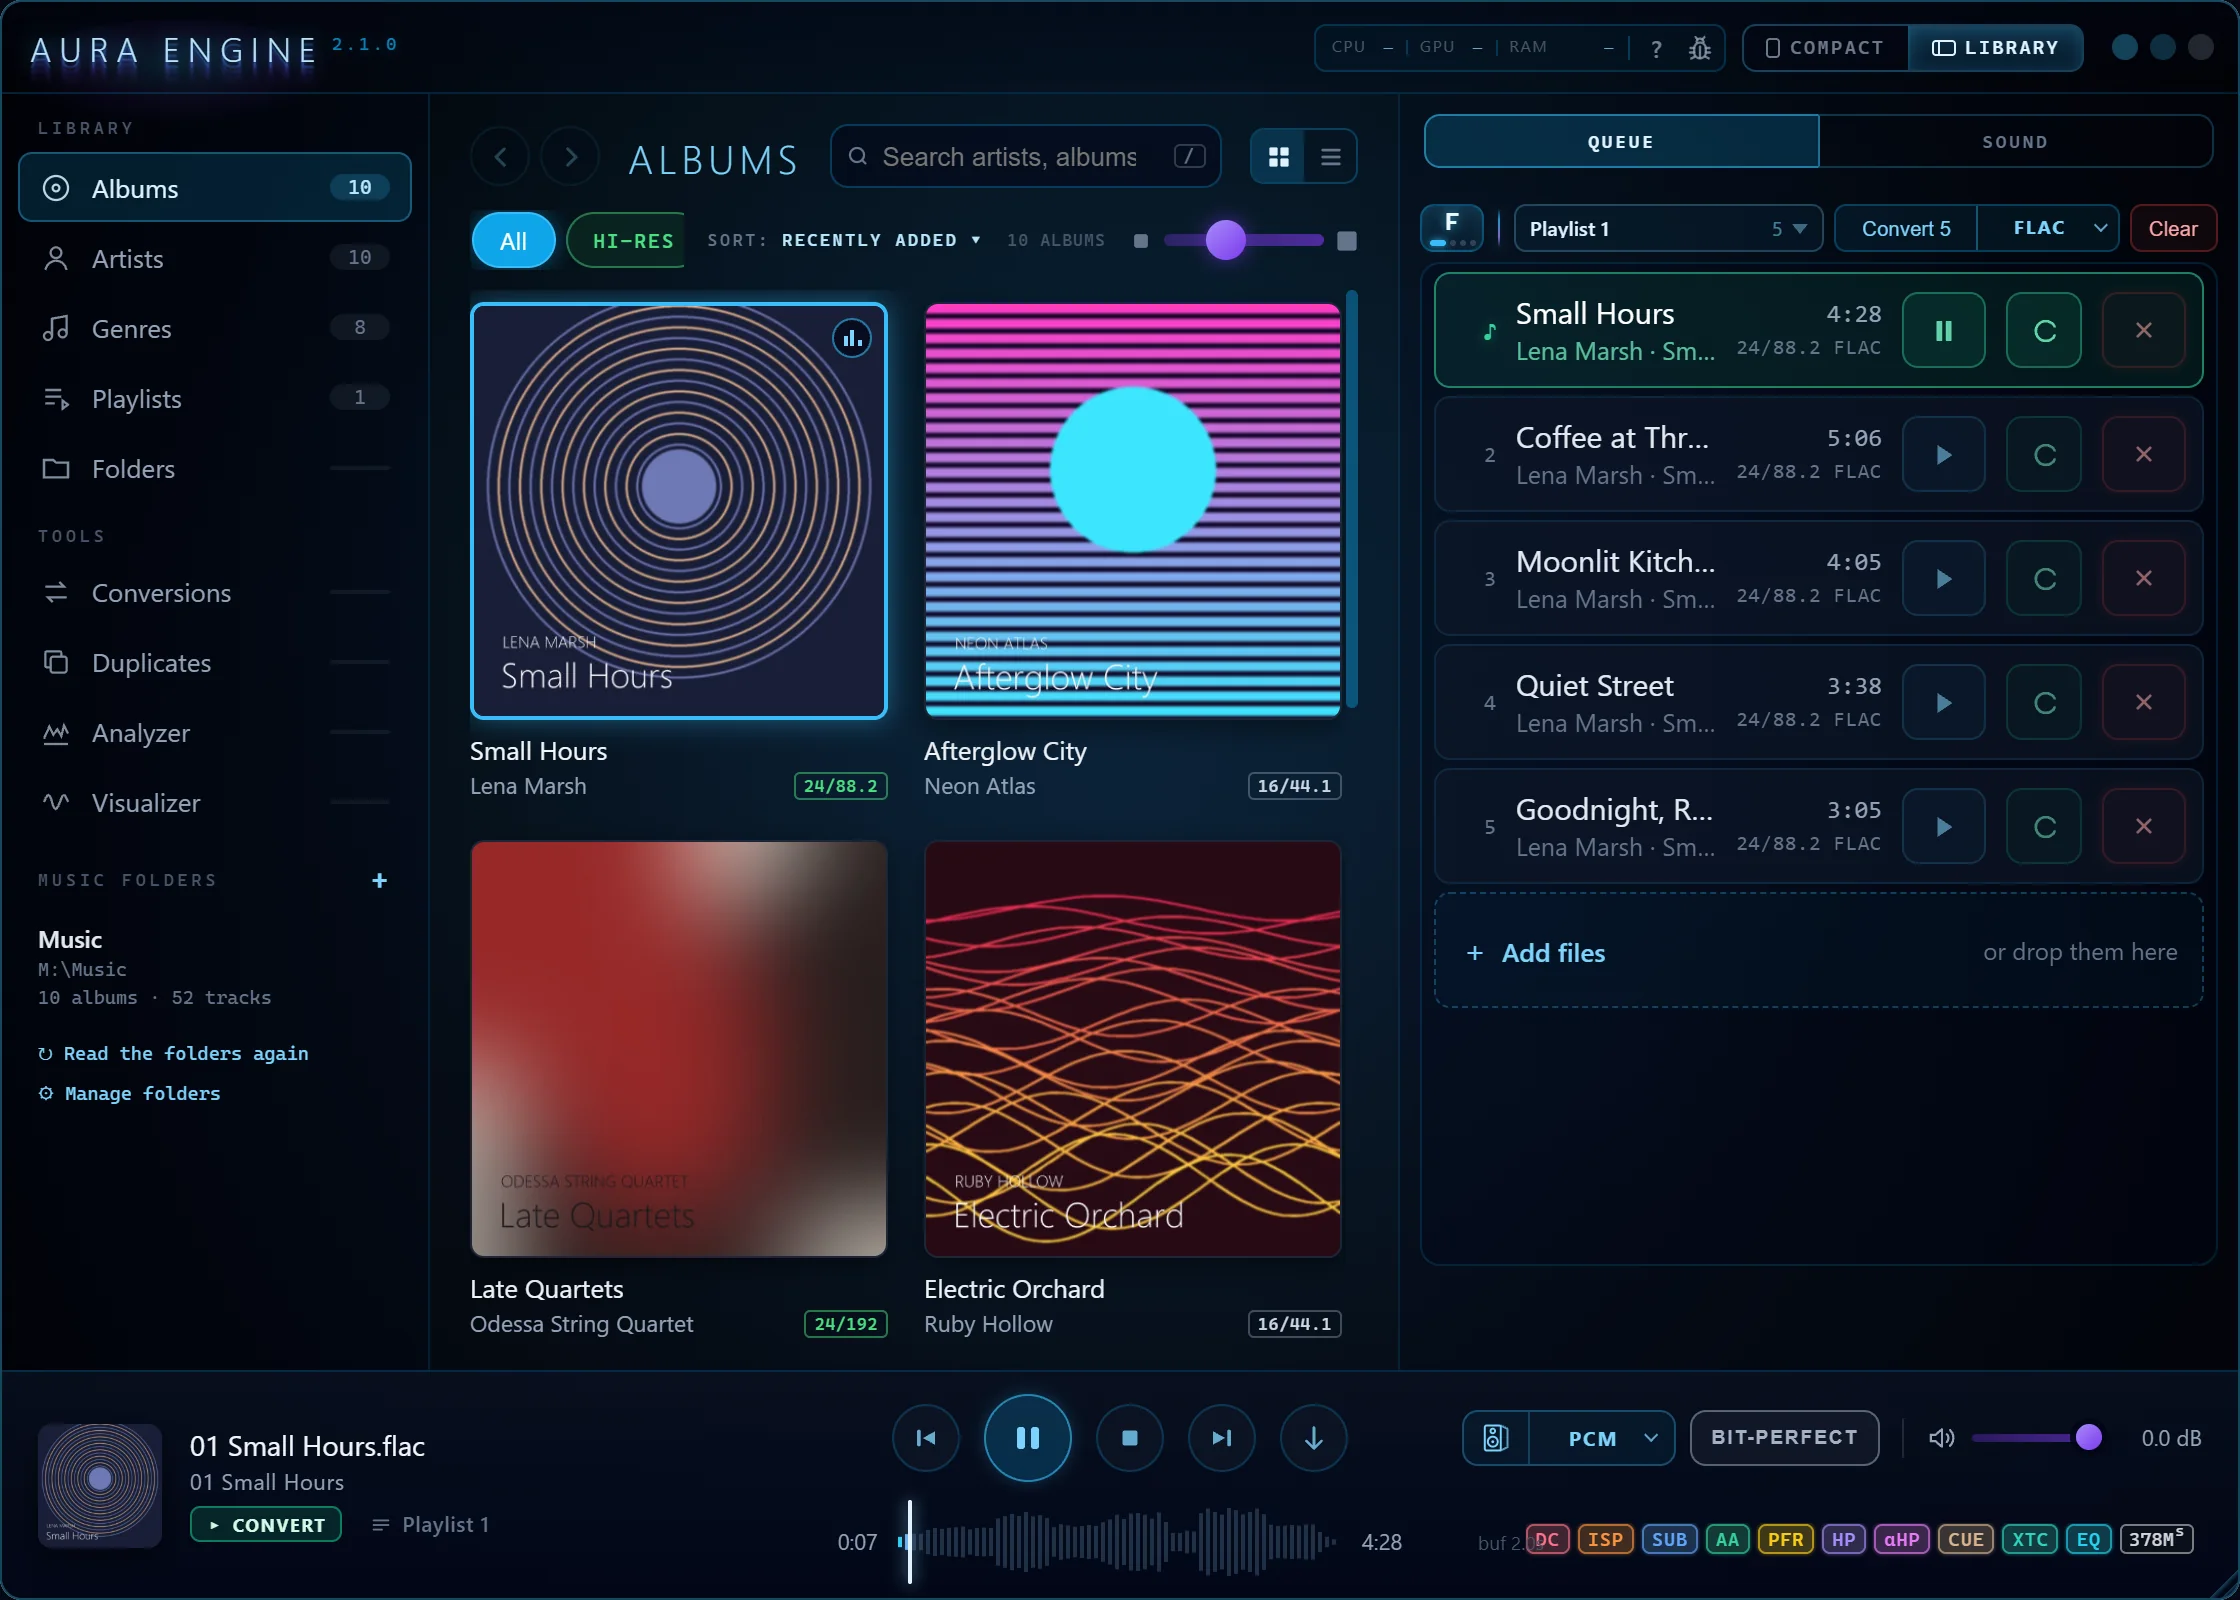 AURA ENGINE 2.1.0
CPU – | GPU – | RAM –
?
COMPACT
LIBRARY
LIBRARY
Albums 10
Artists 10
Genres 8
Playlists 1
Folders
TOOLS
Conversions
Duplicates
Analyzer
Visualizer
MUSIC FOLDERS +
Music
M:\Music
10 albums · 52 tracks
↻ Read the folders again
⚙ Manage folders
ALBUMS
Search artists, albums /
All
HI-RES
SORT: RECENTLY ADDED ▾
10 ALBUMS
LENA MARSH
Small Hours
Small Hours
Lena Marsh 24/88.2
NEON ATLAS
Afterglow City
Afterglow City
Neon Atlas 16/44.1
ODESSA STRING QUARTET
Late Quartets
Late Quartets
Odessa String Quartet 24/192
RUBY HOLLOW
Electric Orchard
Electric Orchard
Ruby Hollow 16/44.1
QUEUE
SOUND
F
Playlist 1 5
Convert 5
FLAC
Clear
Small Hours 4:28
Lena Marsh · Sm... 24/88.2 FLAC
2 Coffee at Thr... 5:06
Lena Marsh · Sm... 24/88.2 FLAC
3 Moonlit Kitch... 4:05
Lena Marsh · Sm... 24/88.2 FLAC
4 Quiet Street 3:38
Lena Marsh · Sm... 24/88.2 FLAC
5 Goodnight, R... 3:05
Lena Marsh · Sm... 24/88.2 FLAC
+ Add files or drop them here
LENA MARSH
Small Hours
01 Small Hours.flac
01 Small Hours
▸ CONVERT
Playlist 1
0:07
4:28
PCM
BIT-PERFECT
0.0 dB
buf
DC ISP SUB AA PFR HP αHP CUE XTC EQ 378Mˢ